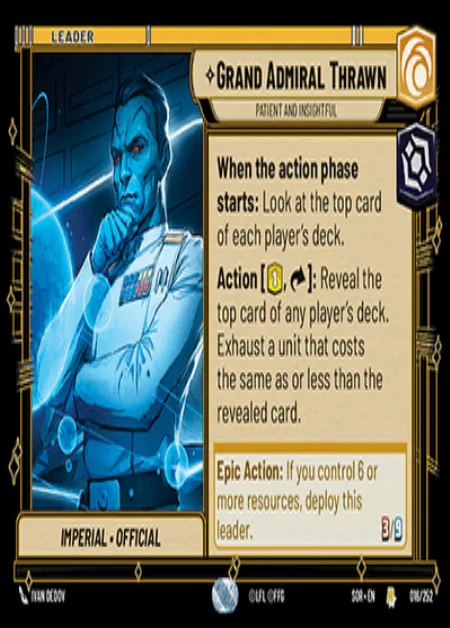 LEADER
GRAND ADMIRAL THRAWN
PATIENT AND INSIGHTFUL
When the action phase
starts: Look at the top card
of each player's deck.
Action [1, ]: Reveal the
top card of any player's deck.
Exhaust a unit that costs
the same as or less than the
revealed card.
Epic Action: If you control 6 or
more resources, deploy this
leader.
3/9
IMPERIAL • OFFICIAL
IVAN DEDOV
©LFL ©FFG
SOR • EN
016/252